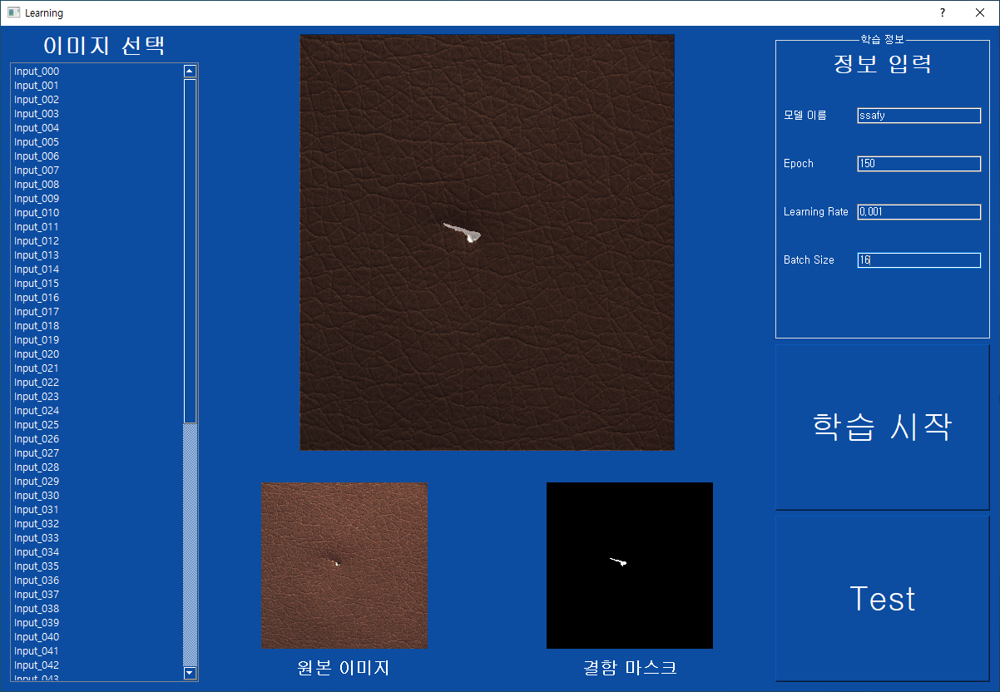 Learning
?
이미지 선택
Input_000
Input_001
Input_002
Input_003
Input_004
Input_005
Input_006
Input_007
Input_008
Input_009
Input_010
Input_011
Input_012
Input_013
Input_014
Input_015
Input_016
Input_017
Input_018
Input_019
Input_020
Input_021
Input_022
Input_023
Input_024
Input_025
Input_026
Input_027
Input_028
Input_029
Input_030
Input_031
Input_032
Input_033
Input_034
Input_035
Input_036
Input_037
Input_038
Input_039
Input_040
Input_041
Input_042
Input_043
원본 이미지
결함 마스크
학습 정보
정보 입력
모델 이름 ssafy
Epoch 150
Learning Rate 0.001
Batch Size 16
학습 시작
Test